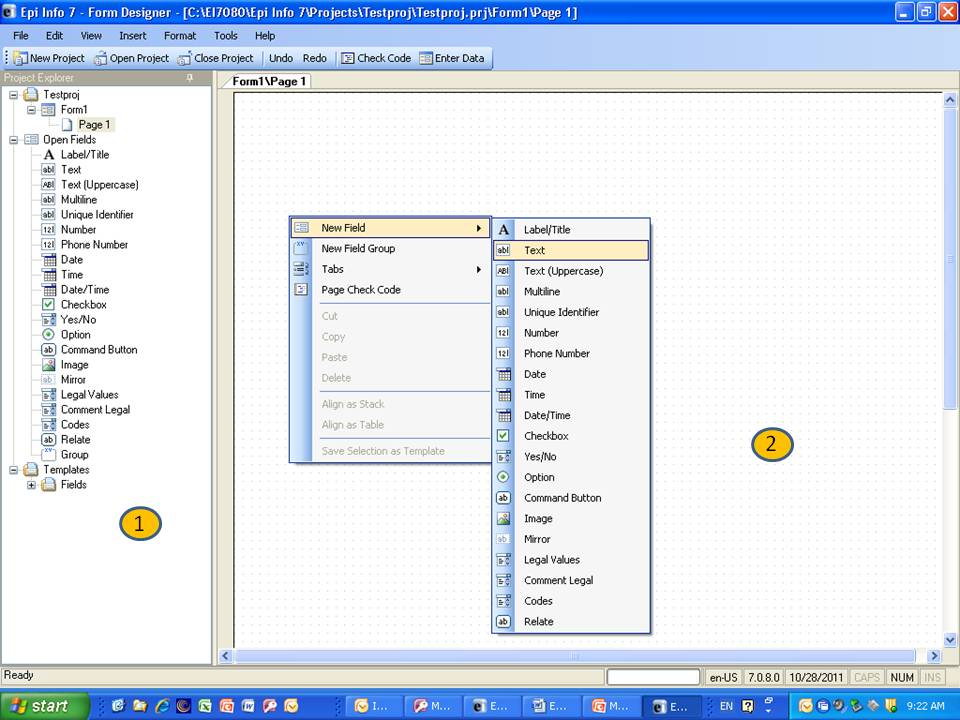 Epi Info 7 - Form Designer - [C:\EI7080\Epi Info 7\Projects\Testproj\Testproj.prj\Form1\Page 1]
File Edit View Insert Format Tools Help
New Project Open Project Close Project Undo Redo Check Code Enter Data
Project Explorer
Testproj
Form1
Page 1
Open Fields
Label/Title
Text
Text (Uppercase)
Multiline
Unique Identifier
Number
Phone Number
Date
Time
Date/Time
Checkbox
Yes/No
Option
Command Button
Image
Mirror
Legal Values
Comment Legal
Codes
Relate
Group
Templates
Fields
1
Form1\Page 1
New Field
New Field Group
Tabs
Page Check Code
Cut
Copy
Paste
Delete
Align as Stack
Align as Table
Save Selection as Template
Label/Title
Text
Text (Uppercase)
Multiline
Unique Identifier
Number
Phone Number
Date
Time
Date/Time
Checkbox
Yes/No
Option
Command Button
Image
Mirror
Legal Values
Comment Legal
Codes
Relate
2
Ready en-US 7.0.8.0 10/28/2011 CAPS NUM INS
start I... M... E... E... M... E... EN 9:22 AM